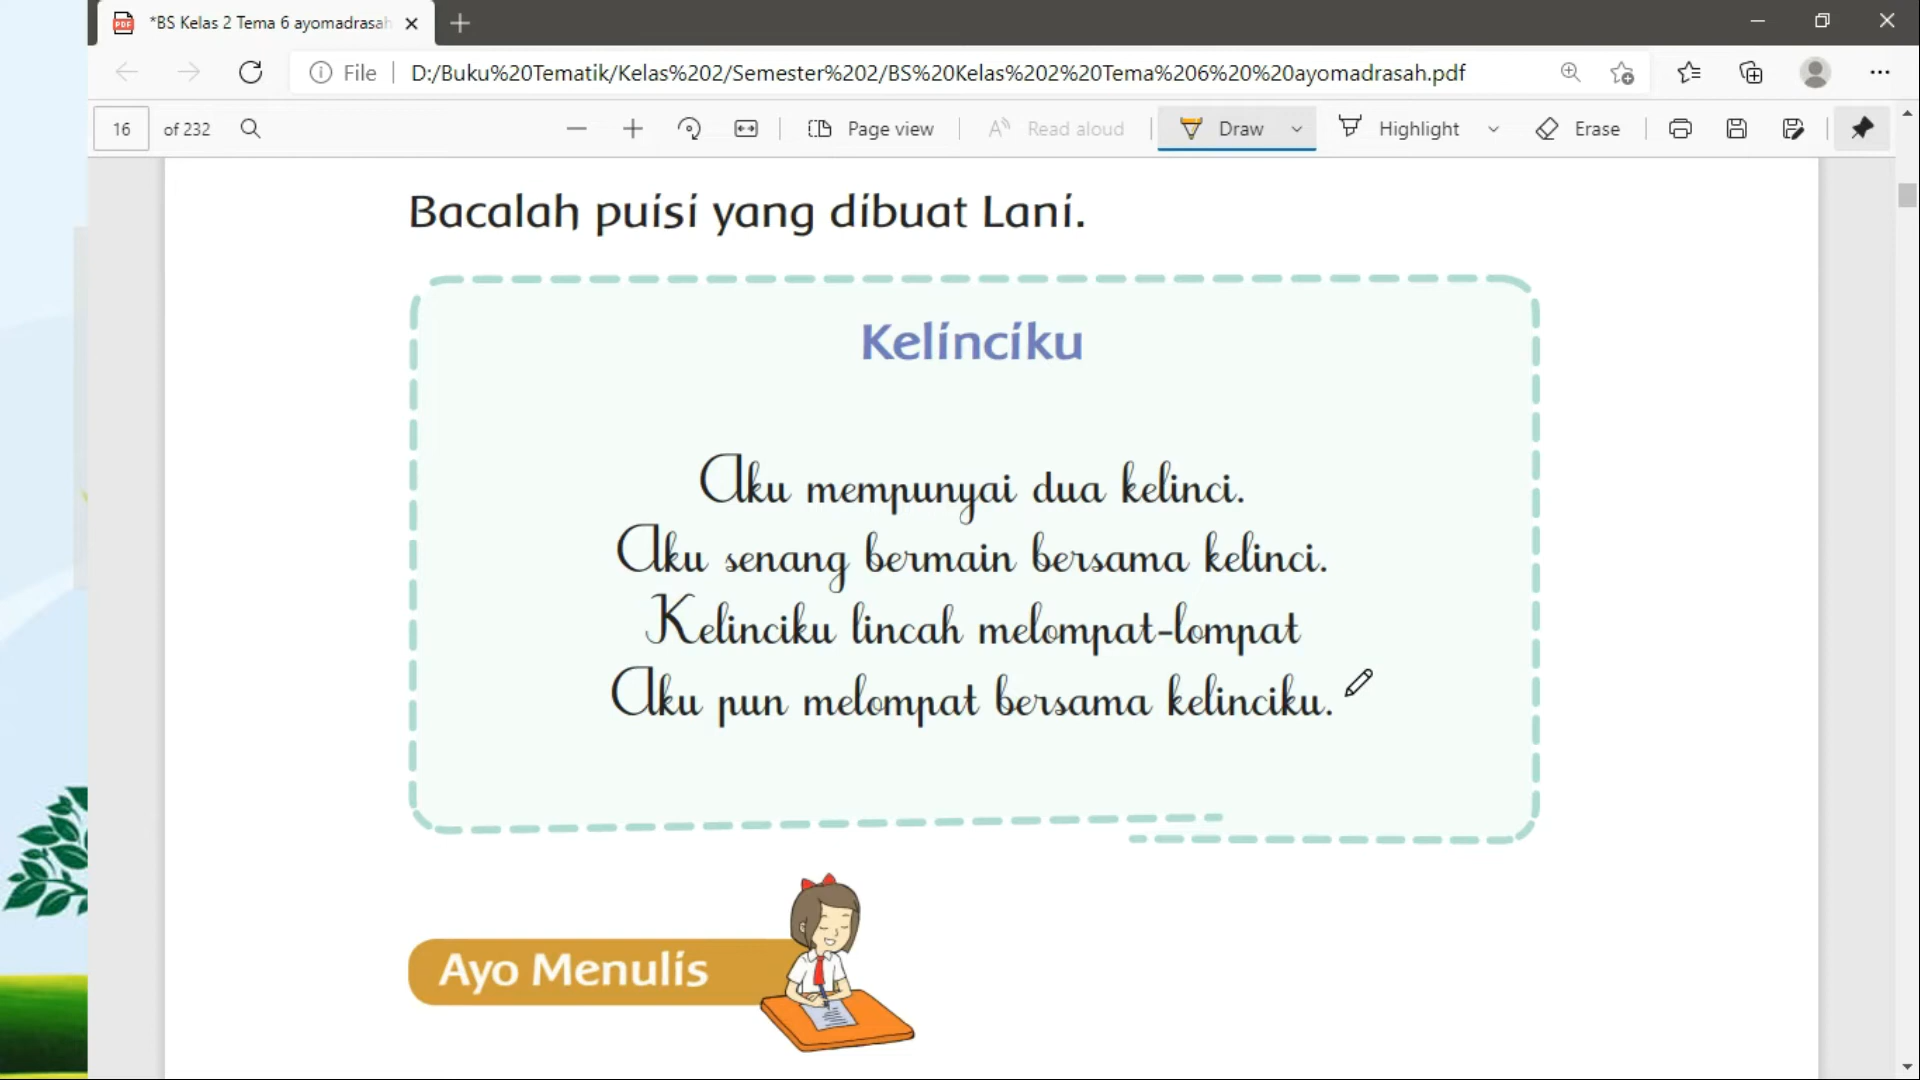 *BS Kelas 2 Tema 6 ayomadrasah
File
D:/Buku%20Tematik/Kelas%202/Semester%202/BS%20Kelas%202%20Tema%206%20%20ayomadrasah.pdf
16 of 232 Page view Read aloud Draw Highlight Erase
Bacalah puisi yang dibuat Lani.
Kelinciku
Aku mempunyai dua kelinci.
Aku senang bermain bersama kelinci.
Kelinciku lincah melompat-lompat
Aku pun melompat bersama kelinciku.
Ayo Menulis